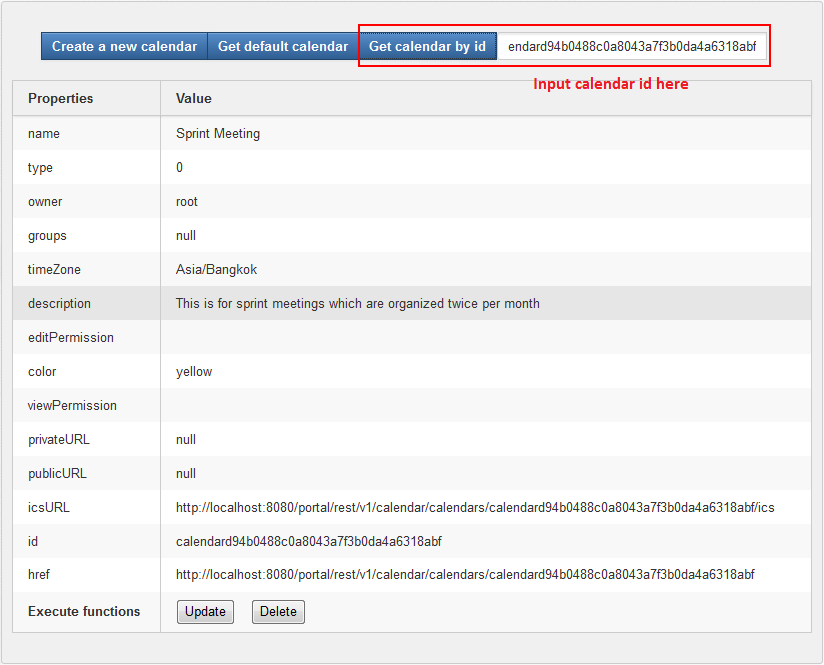 Create a new calendar Get default calendar Get calendar by id endard94b0488c0a8043a7f3b0da4a6318abf
Input calendar id here
Properties Value
name Sprint Meeting
type 0
owner root
groups null
timeZone Asia/Bangkok
description This is for sprint meetings which are organized twice per month
editPermission
color yellow
viewPermission
privateURL null
publicURL null
icsURL http://localhost:8080/portal/rest/v1/calendar/calendars/calendard94b0488c0a8043a7f3b0da4a6318abf/ics
id calendard94b0488c0a8043a7f3b0da4a6318abf
href http://localhost:8080/portal/rest/v1/calendar/calendars/calendard94b0488c0a8043a7f3b0da4a6318abf
Execute functions Update Delete